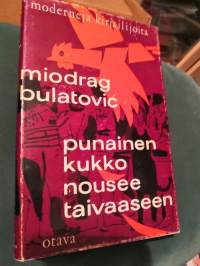 moderneja kirjailijoita
miodrag
bulatović
punainen
kukko
nousee
taivaaseen
otava